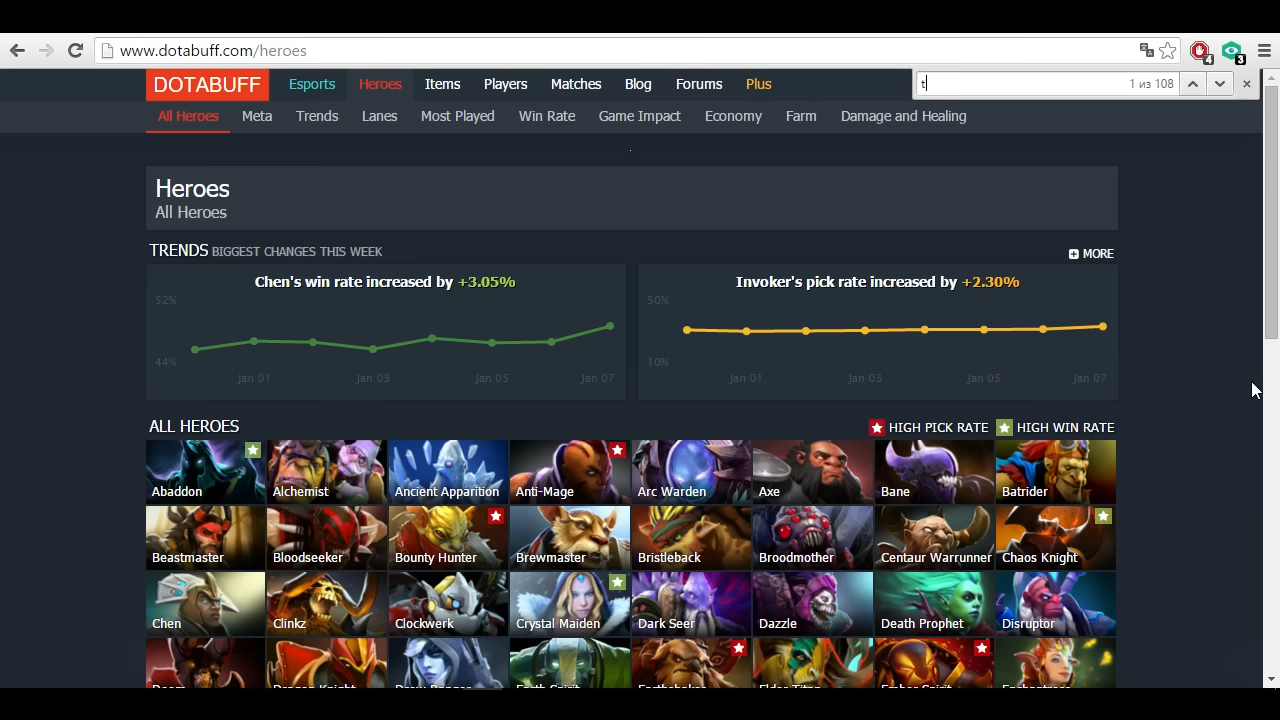 www.dotabuff.com/heroes
4
3
DOTABUFF Esports Heroes Items Players Matches Blog Forums Plus
t 1 из 108
All Heroes Meta Trends Lanes Most Played Win Rate Game Impact Economy Farm Damage and Healing
Heroes
All Heroes
TRENDS BIGGEST CHANGES THIS WEEK
MORE
Chen's win rate increased by +3.05%
52%
44%
Jan 01 Jan 03 Jan 05 Jan 07
Invoker's pick rate increased by +2.30%
50%
10%
Jan 01 Jan 03 Jan 05 Jan 07
ALL HEROES
HIGH PICK RATE HIGH WIN RATE
Abaddon Alchemist Ancient Apparition Anti-Mage Arc Warden Axe Bane Batrider
Beastmaster Bloodseeker Bounty Hunter Brewmaster Bristleback Broodmother Centaur Warrunner Chaos Knight
Chen Clinkz Clockwerk Crystal Maiden Dark Seer Dazzle Death Prophet Disruptor